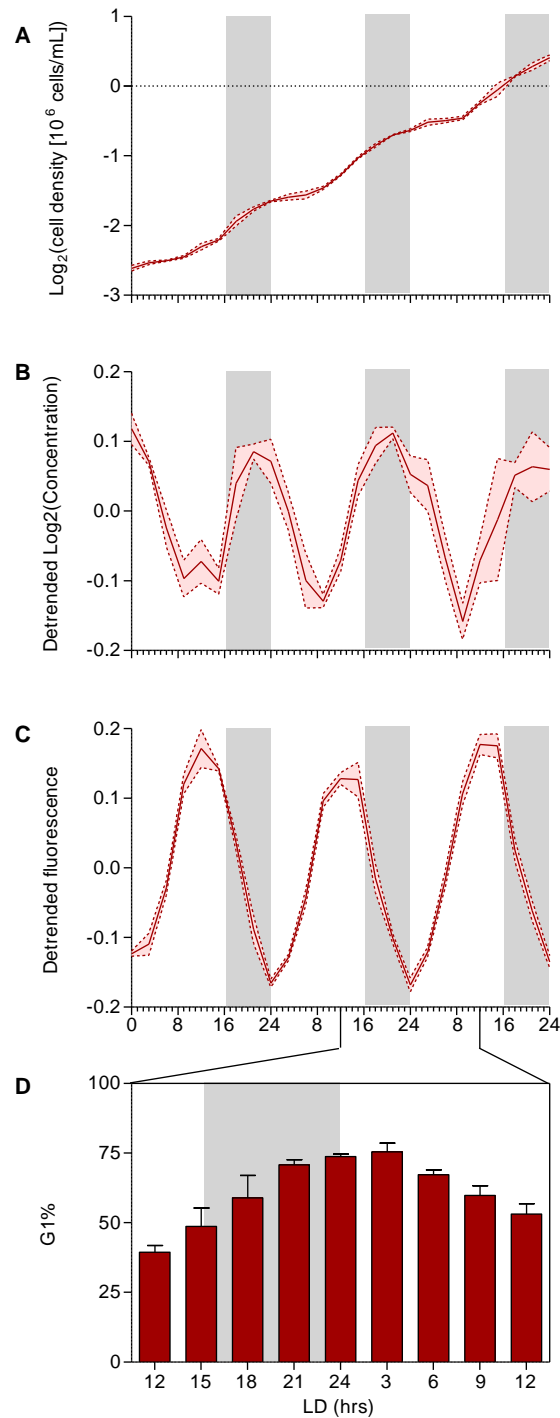 A
Log2(cell density [10^6 cells/mL])
1
0
-1
-2
-3
B
Detrended Log2(Concentration)
0.2
0.1
0.0
-0.1
-0.2
C
Detrended fluorescence
0.2
0.1
0.0
-0.1
-0.2
0 8 16 24 8 16 24 8 16 24
D
G1%
100
75
50
25
0
12 15 18 21 24 3 6 9 12
LD (hrs)